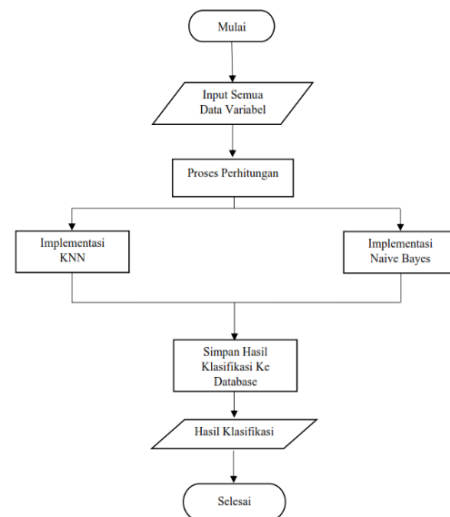 Mulai
Input Semua
Data Variabel
Proses Perhitungan
Implementasi
KNN
Implementasi
Naive Bayes
Simpan Hasil
Klasifikasi Ke
Database
Hasil Klasifikasi
Selesai